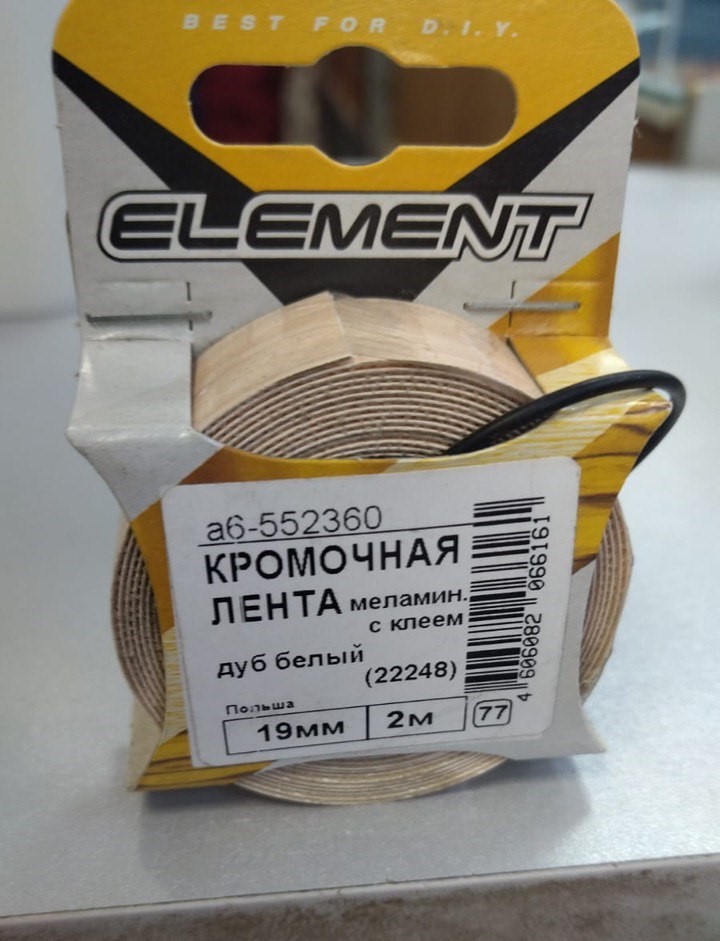 BEST FOR D.I.Y.
ELEMENT
а6-552360
КРОМОЧНАЯ
ЛЕНТА меламин.
с клеем
дуб белый
(22248)
Польша
19мм 2м 77
4 606082 066161